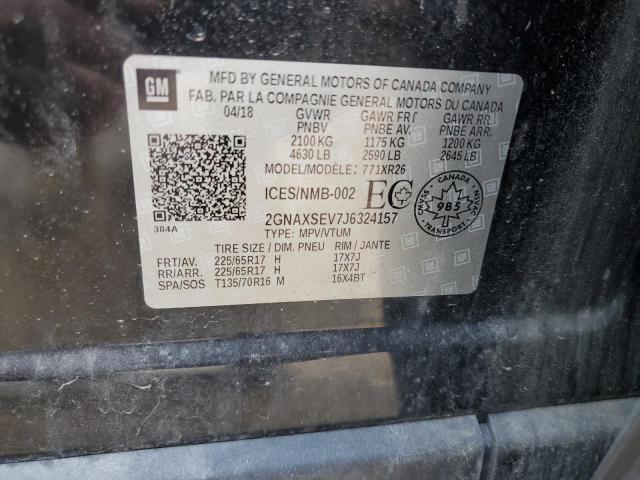 GM
MFD BY GENERAL MOTORS OF CANADA COMPANY
FAB. PAR LA COMPAGNIE GENERAL MOTORS DU CANADA
04/18 GVWR GAWR FRT GAWR RR
PNBV PNBE AV. PNBE ARR.
2100 KG 1175 KG 1200 KG
4630 LB 2590 LB 2645 LB
MODEL/MODÈLE: 771XR26
ICES/NMB-002 EC
CANADA 985 TRANS
384A
2GNAXSEV7J6324157
TYPE: MPV/VTUM
TIRE SIZE / DIM. PNEU RIM / JANTE
FRT/AV. 225/65R17 H 17X7J
RR/ARR. 225/65R17 H 17X7J
SPA/SOS T135/70R16 M 16X4BT